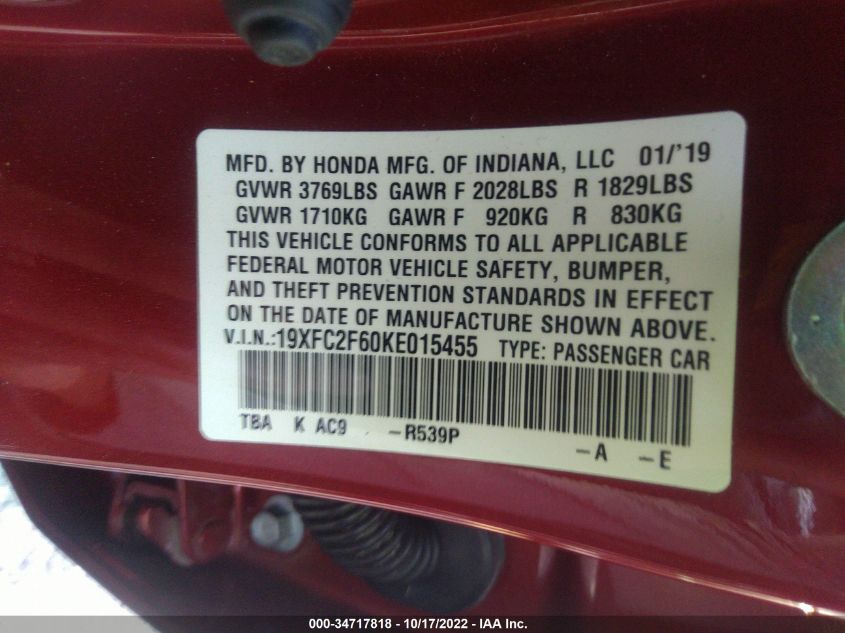 MFD. BY HONDA MFG. OF INDIANA, LLC 01/'19
GVWR 3769LBS GAWR F 2028LBS R 1829LBS
GVWR 1710KG GAWR F 920KG R 830KG
THIS VEHICLE CONFORMS TO ALL APPLICABLE
FEDERAL MOTOR VEHICLE SAFETY, BUMPER,
AND THEFT PREVENTION STANDARDS IN EFFECT
ON THE DATE OF MANUFACTURE SHOWN ABOVE.
V.I.N.:19XFC2F60KE015455 TYPE: PASSENGER CAR
TBA K AC9 -R539P
-A -E
000-34717818 - 10/17/2022 - IAA Inc.